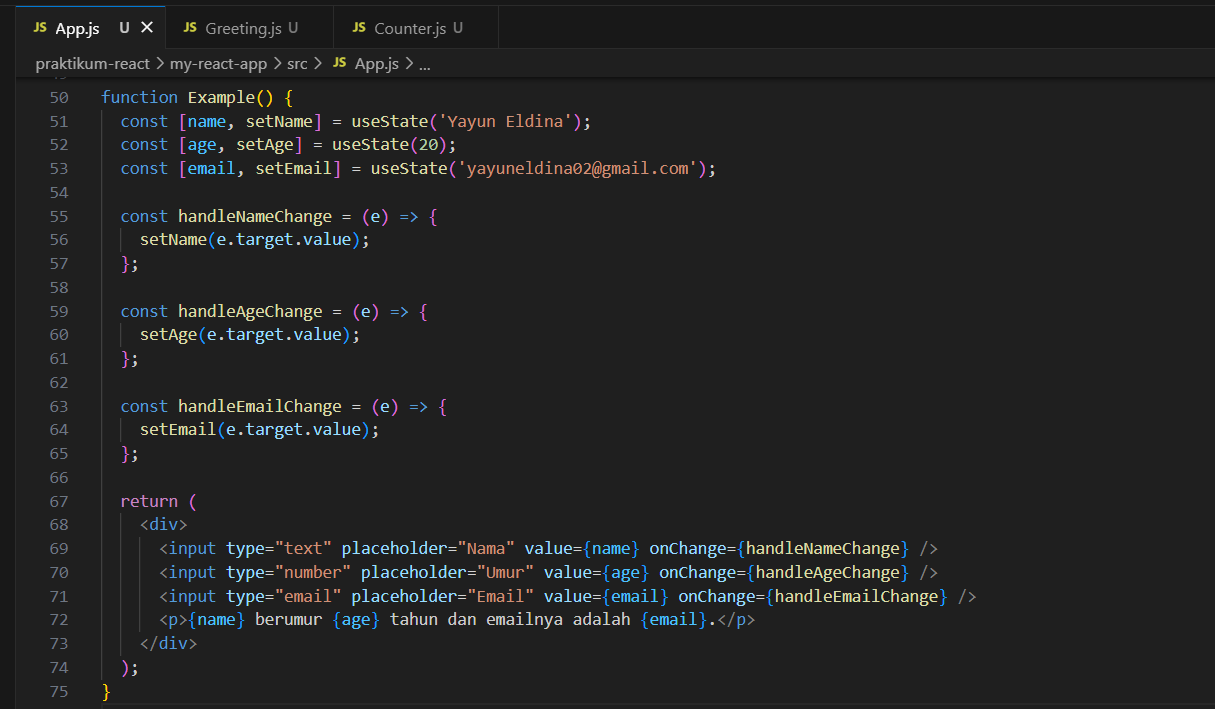 JS App.js U ×
JS Greeting.js U
JS Counter.js U
praktikum-react > my-react-app > src > JS App.js > ...
50 function Example() {
51   const [name, setName] = useState('Yayun Eldina');
52   const [age, setAge] = useState(20);
53   const [email, setEmail] = useState('yayuneldina02@gmail.com');
54
55   const handleNameChange = (e) => {
56     setName(e.target.value);
57   };
58
59   const handleAgeChange = (e) => {
60     setAge(e.target.value);
61   };
62
63   const handleEmailChange = (e) => {
64     setEmail(e.target.value);
65   };
66
67   return (
68     <div>
69       <input type="text" placeholder="Nama" value={name} onChange={handleNameChange} />
70       <input type="number" placeholder="Umur" value={age} onChange={handleAgeChange} />
71       <input type="email" placeholder="Email" value={email} onChange={handleEmailChange} />
72       <p>{name} berumur {age} tahun dan emailnya adalah {email}.</p>
73     </div>
74   );
75 }